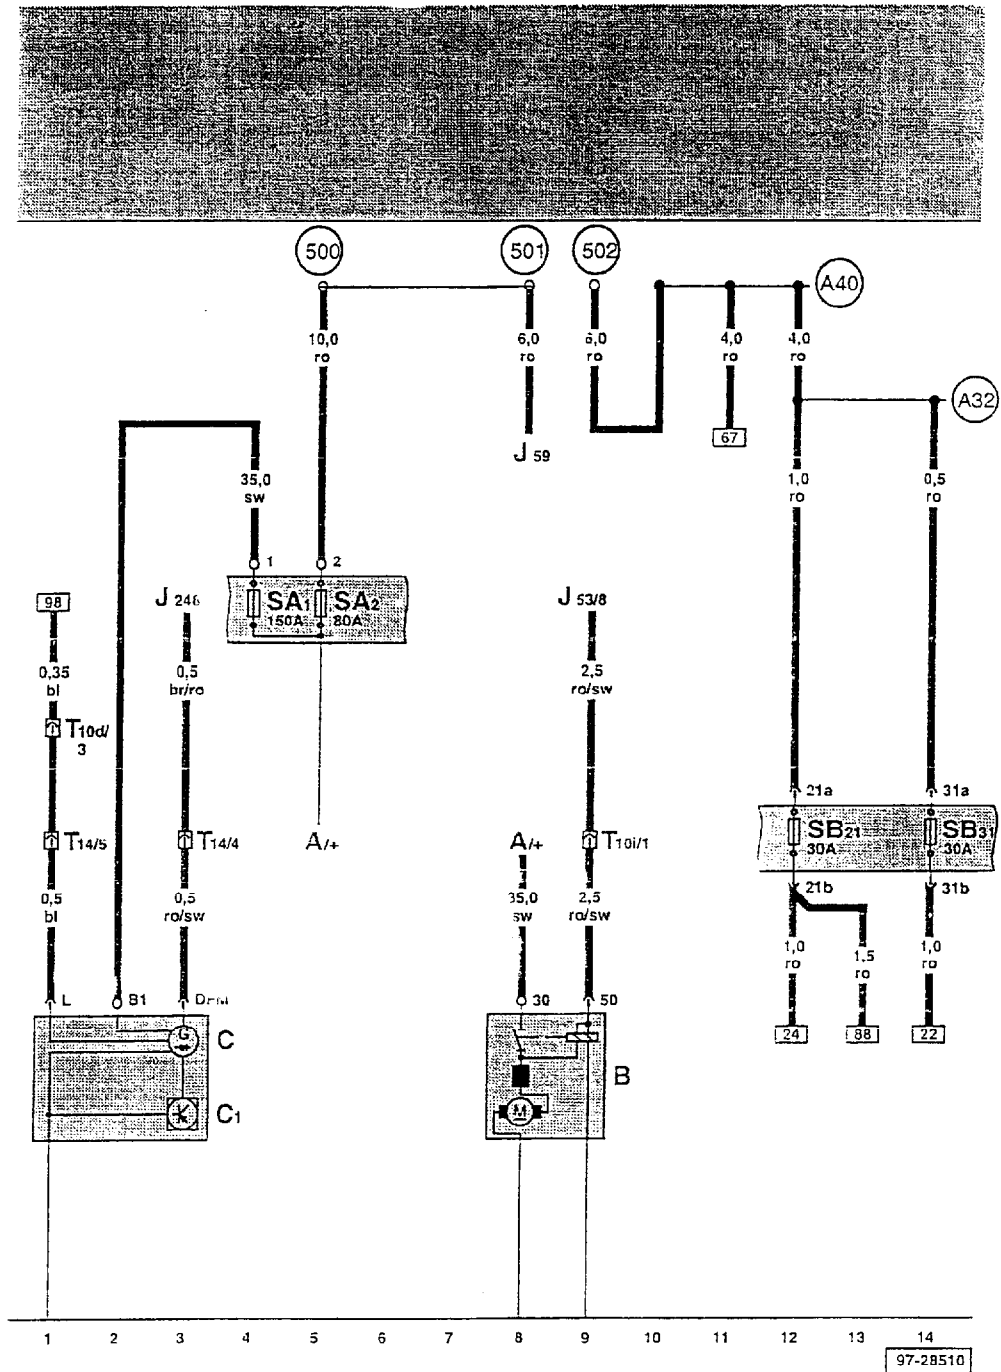 500
501
502
A40
10,0
ro
6,0
ro
6,0
ro
4,0
ro
4,0
ro
A32
67
J 59
35,0
sw
1,0
ro
0,5
ro
1
2
98
J 246
SA1
150A
SA2
80A
J 53/8
0,35
bl
0,5
br/ro
2,5
ro/sw
T10d/
3
21a
31a
T14/5
T14/4
A/+
A/+
T10i/1
SB21
30A
SB31
30A
21b
31b
0,5
bl
0,5
ro/sw
35,0
sw
2,5
ro/sw
1,0
ro
1,5
ro
1,0
ro
L
B1
30
50
24
88
22
G
C
B
C1
M
1 2 3 4 5 6 7 8 9 10 11 12 13 14
97-28510